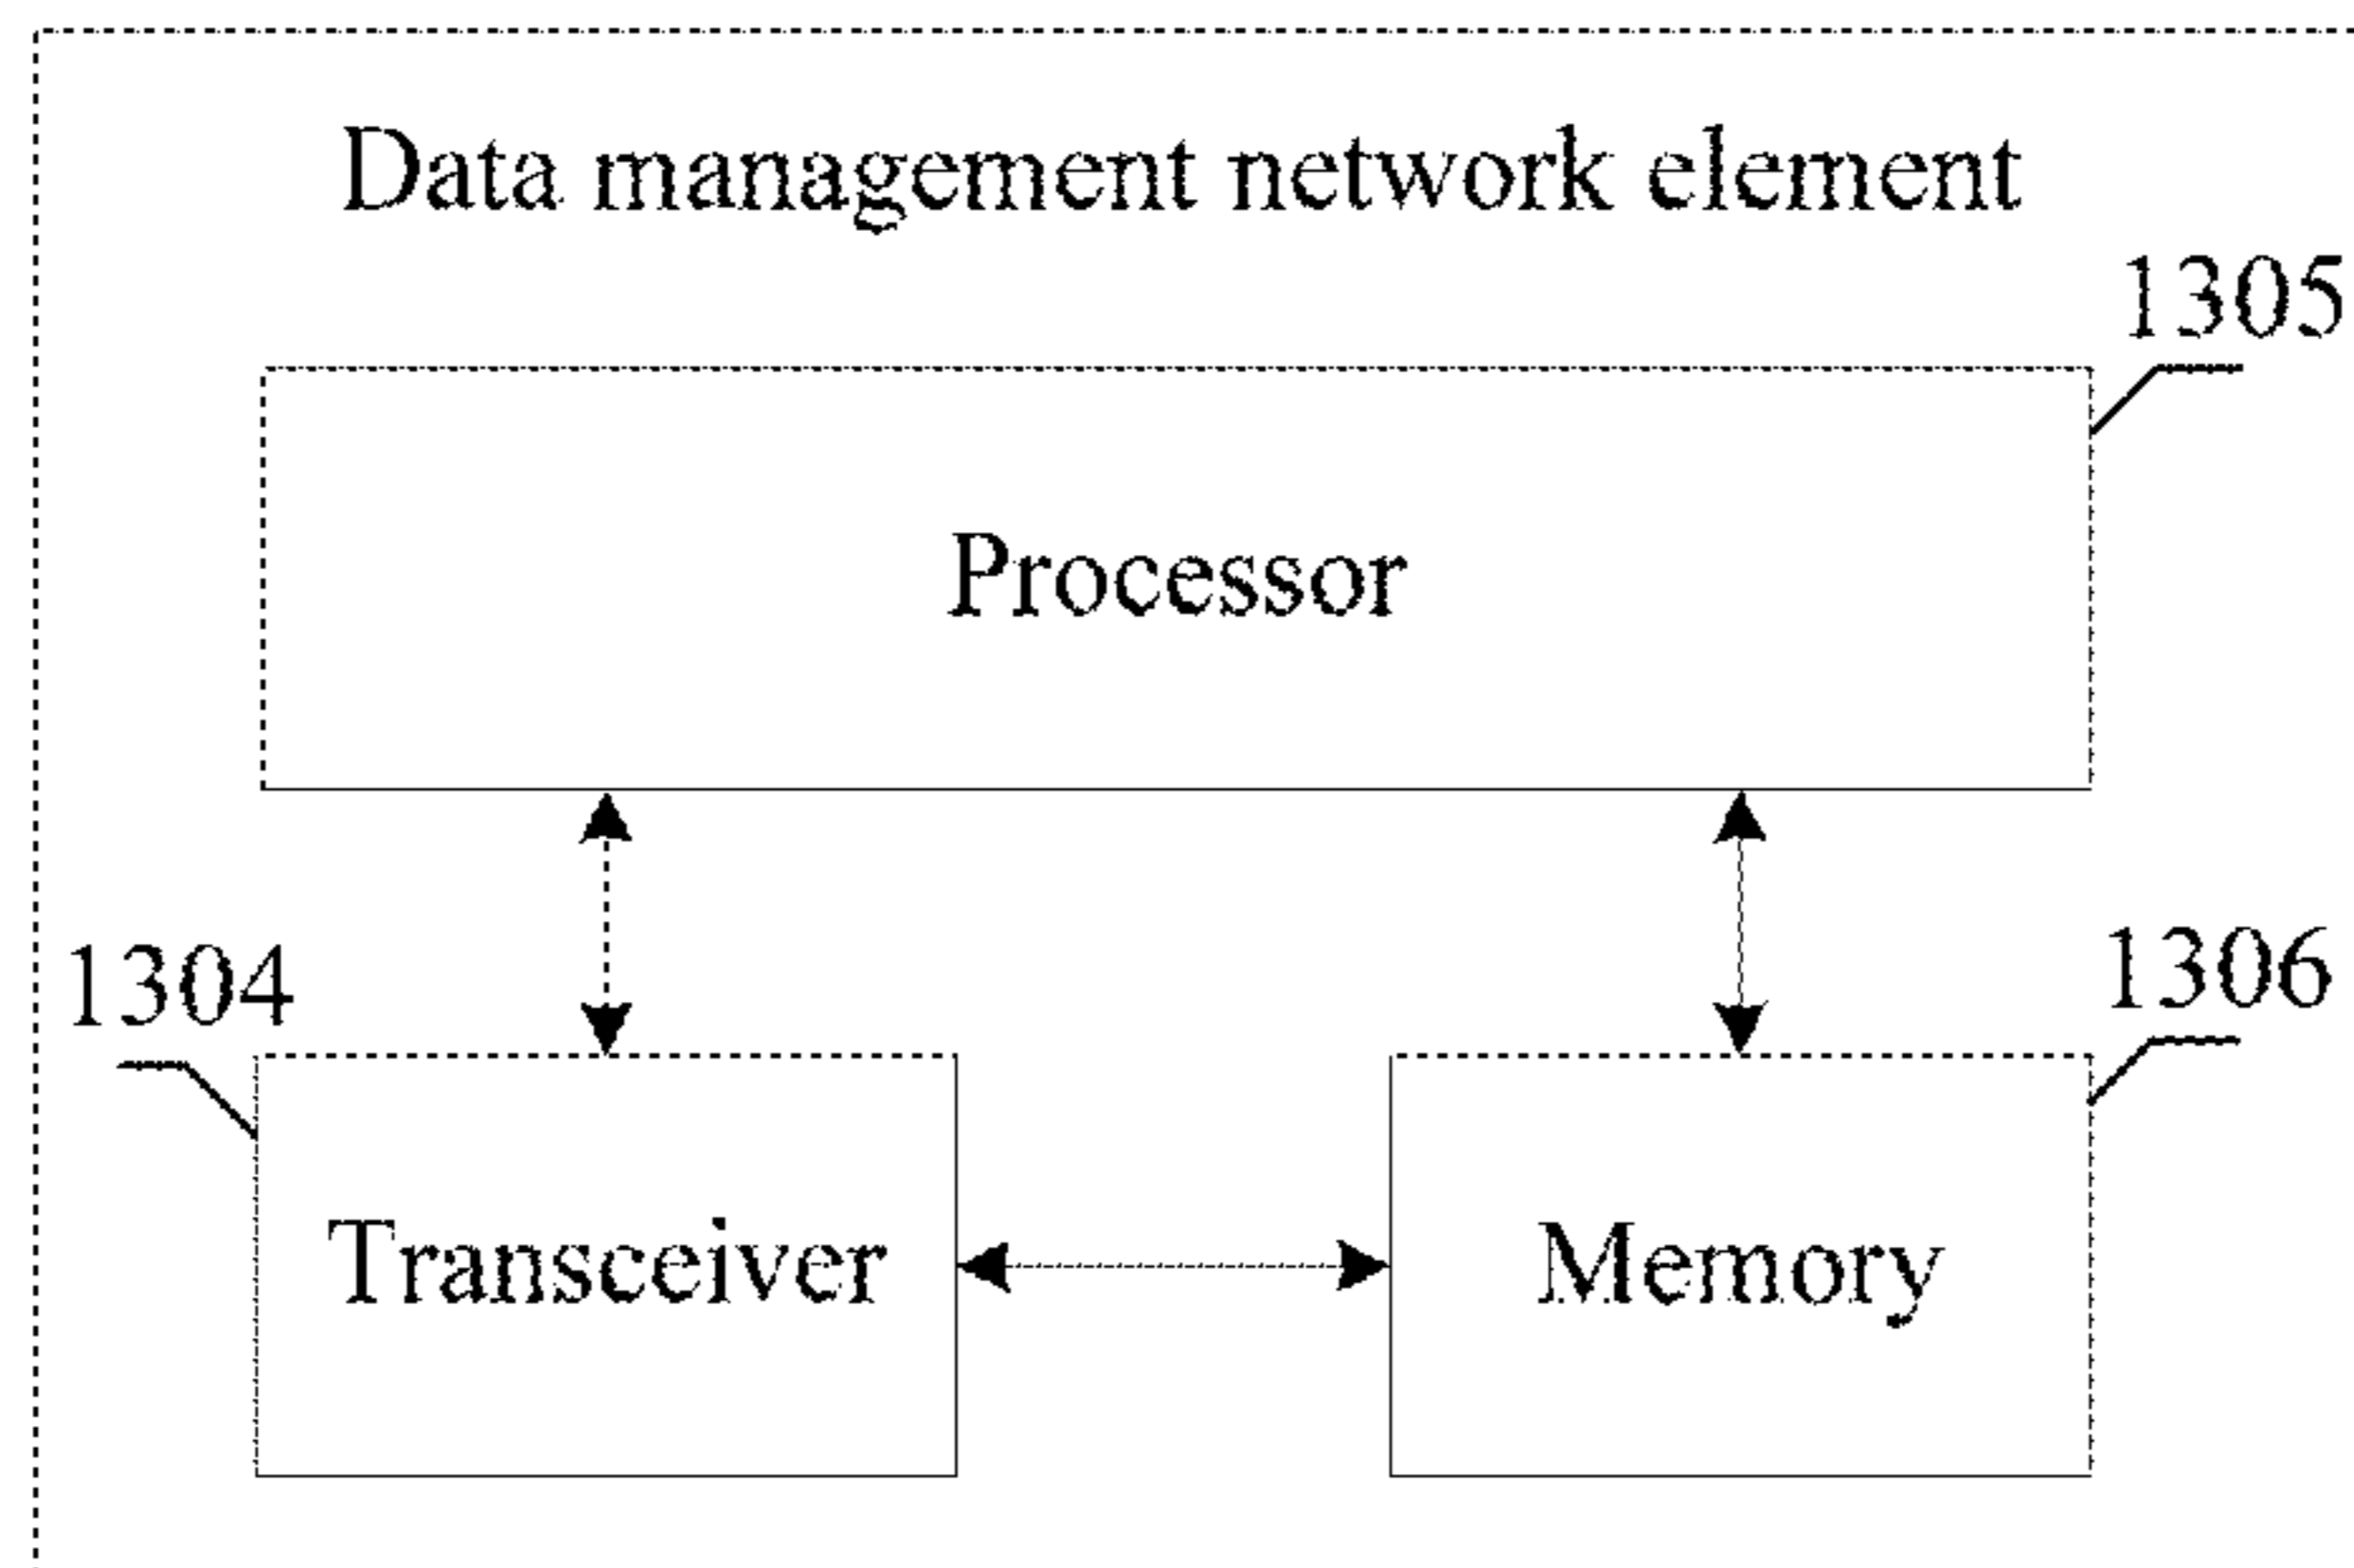 Data management network element
1305
Processor
1304
1306
Transceiver
Memory